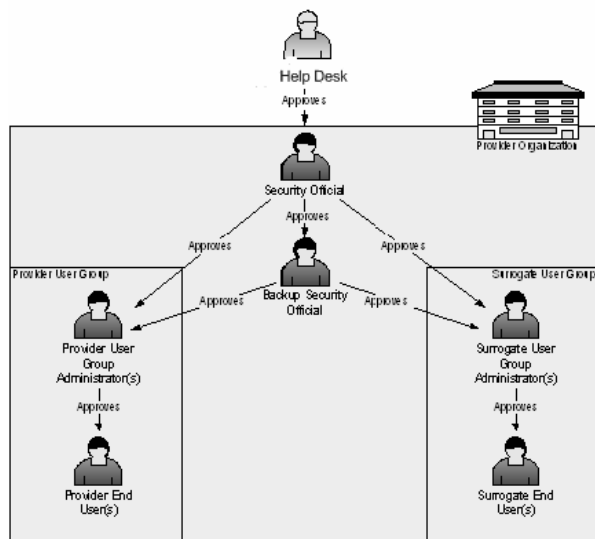 Help Desk
Approves
Provider Organization
Security Official
Approves
Approves
Approves
Provider User Group
Surrogate User Group
Backup Security
Official
Approves
Approves
Provider User
Group
Administrator(s)
Surrogate User
Group
Administrator(s)
Approves
Approves
Provider End
User(s)
Surrogate End
User(s)